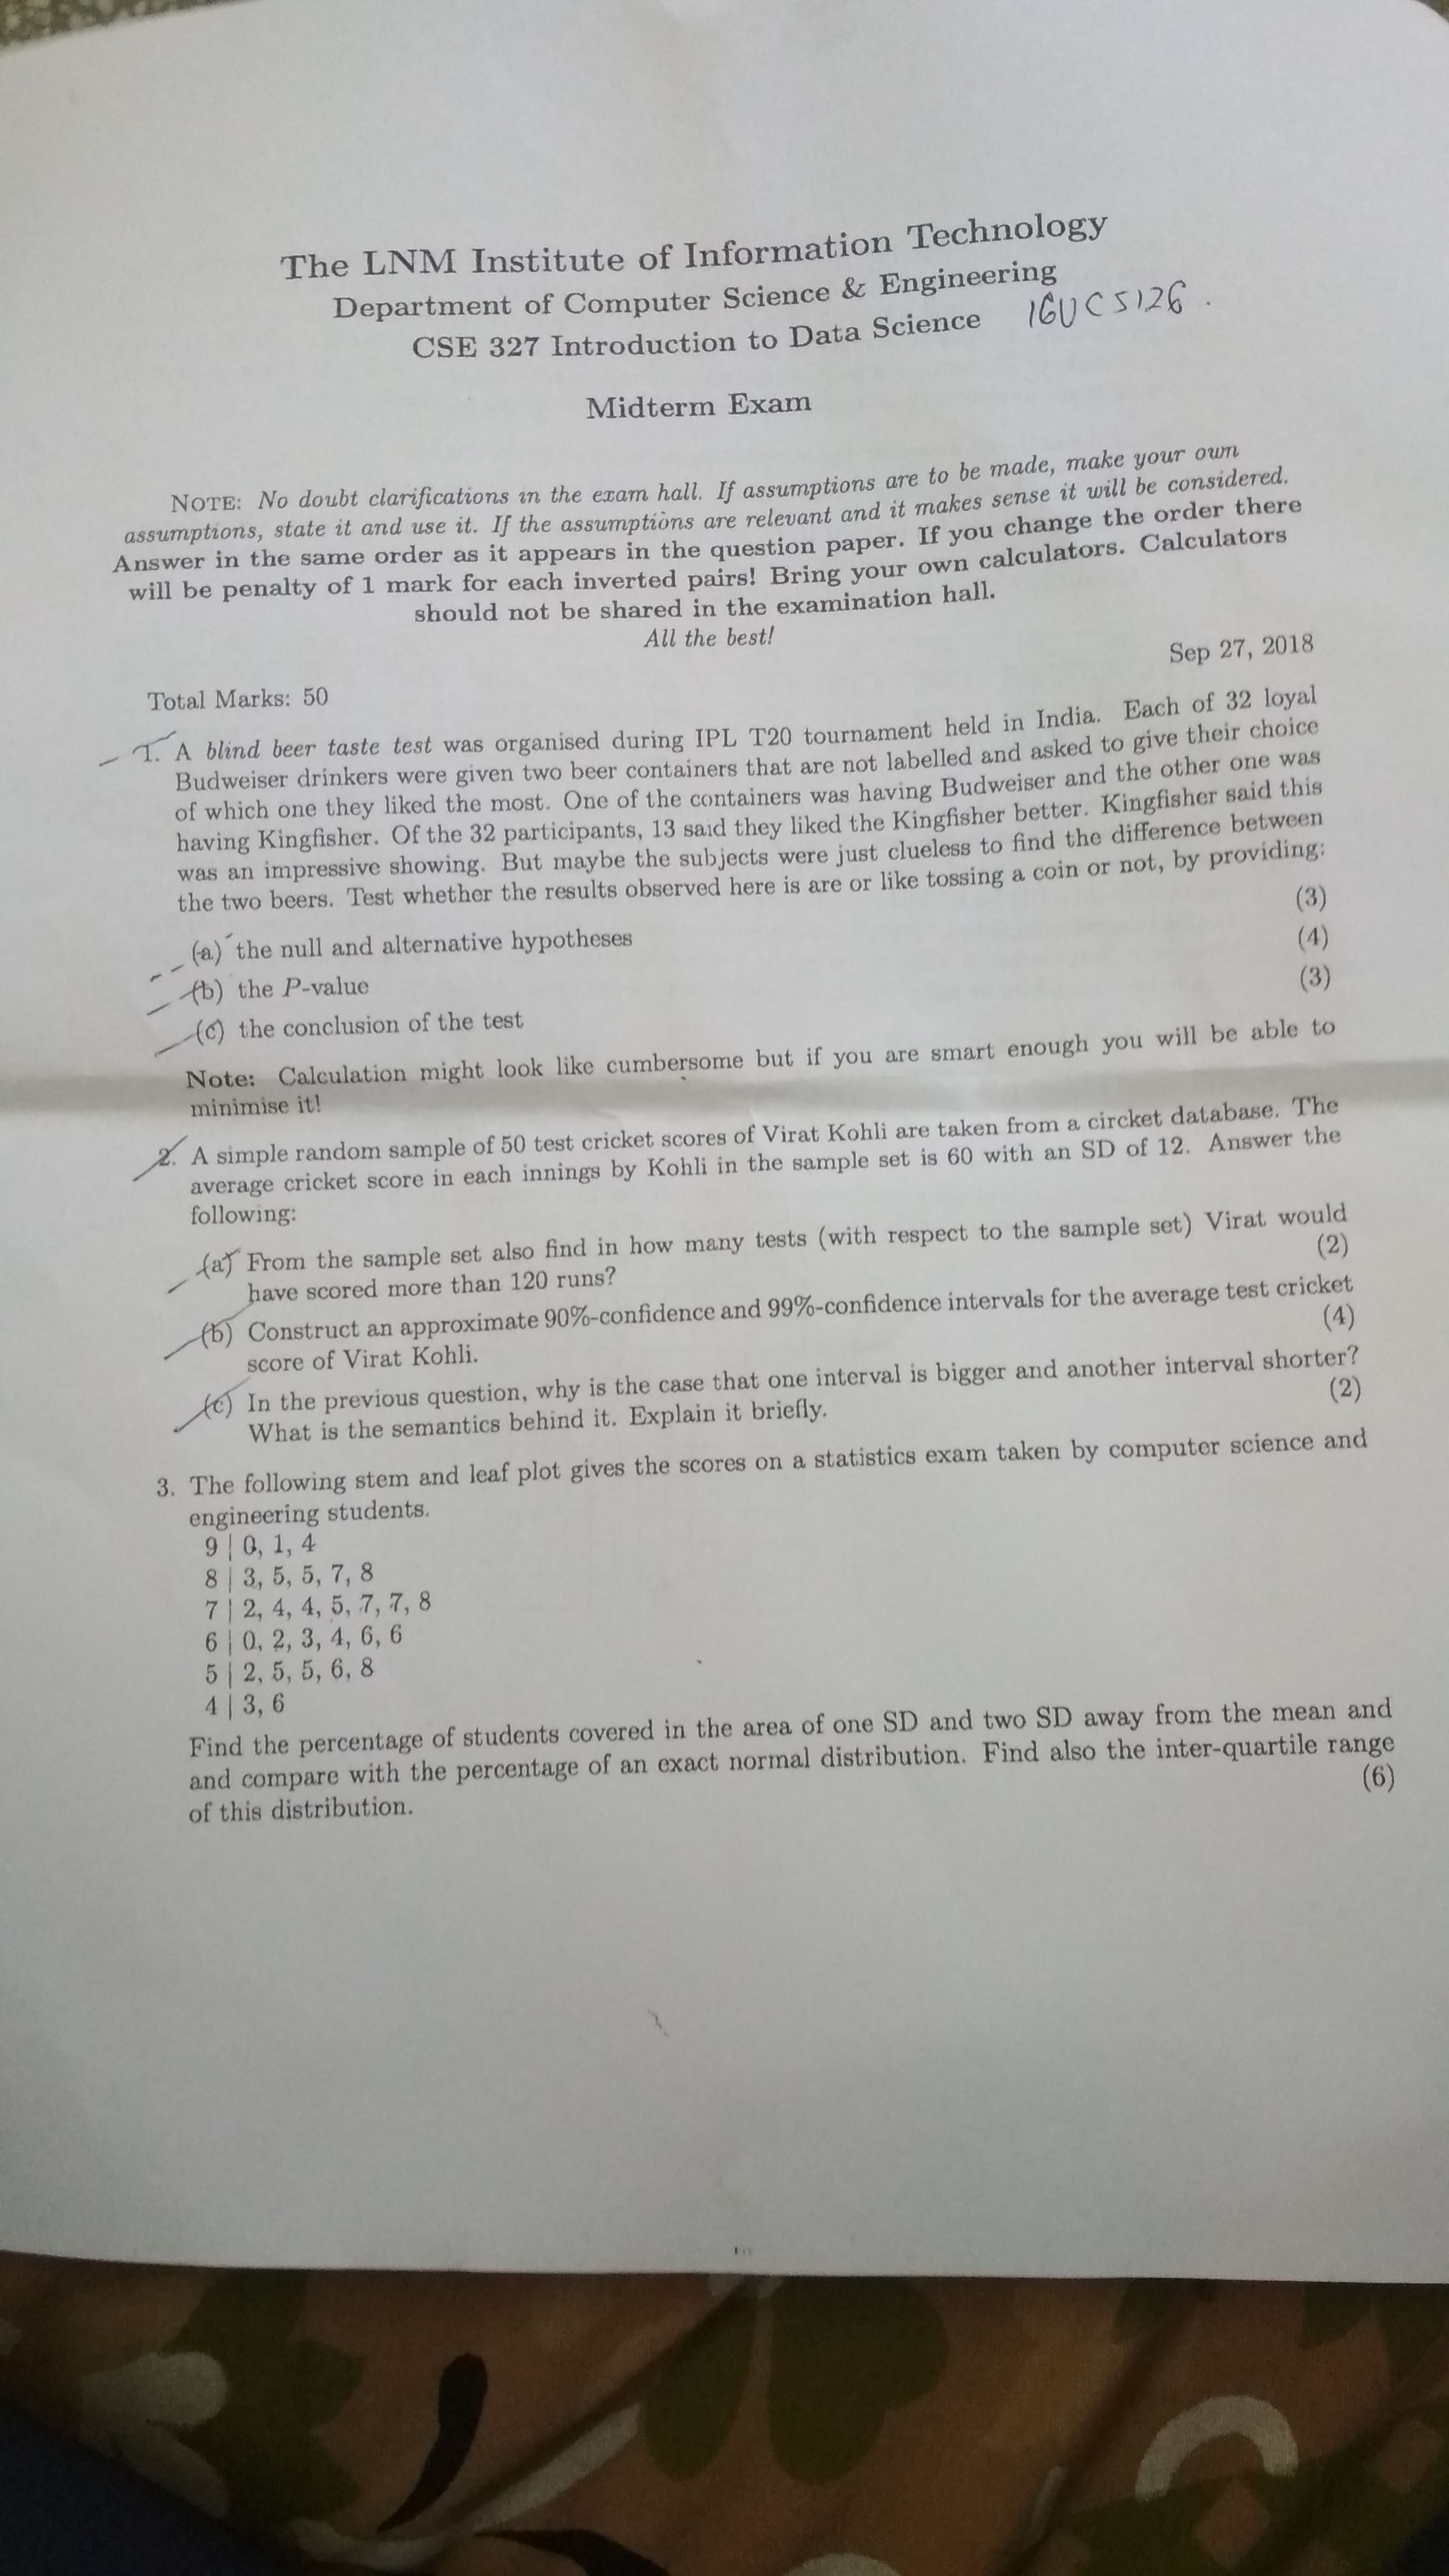 The LNM Institute of Information Technology
Department of Computer Science & Engineering
CSE 327 Introduction to Data Science 16UCS126.
Midterm Exam
NOTE: No doubt clarifications in the exam hall. If assumptions are to be made, make your own
assumptions, state it and use it. If the assumptions are relevant and it makes sense it will be considered.
Answer in the same order as it appears in the question paper. If you change the order there
will be penalty of 1 mark for each inverted pairs! Bring your own calculators. Calculators
should not be shared in the examination hall.
All the best!
Sep 27, 2018
Total Marks: 50
1. A blind beer taste test was organised during IPL T20 tournament held in India. Each of 32 loyal
Budweiser drinkers were given two beer containers that are not labelled and asked to give their choice
of which one they liked the most. One of the containers was having Budweiser and the other one was
having Kingfisher. Of the 32 participants, 13 said they liked the Kingfisher better. Kingfisher said this
was an impressive showing. But maybe the subjects were just clueless to find the difference between
the two beers. Test whether the results observed here is are or like tossing a coin or not, by providing:
(a) the null and alternative hypotheses (3)
(b) the P-value (4)
(c) the conclusion of the test (3)
Note: Calculation might look like cumbersome but if you are smart enough you will be able to
minimise it!
2. A simple random sample of 50 test cricket scores of Virat Kohli are taken from a circket database. The
average cricket score in each innings by Kohli in the sample set is 60 with an SD of 12. Answer the
following:
(a) From the sample set also find in how many tests (with respect to the sample set) Virat would
have scored more than 120 runs? (2)
(b) Construct an approximate 90%-confidence and 99%-confidence intervals for the average test cricket
score of Virat Kohli. (4)
(c) In the previous question, why is the case that one interval is bigger and another interval shorter?
What is the semantics behind it. Explain it briefly. (2)
3. The following stem and leaf plot gives the scores on a statistics exam taken by computer science and
engineering students.
9 | 0, 1, 4
8 | 3, 5, 5, 7, 8
7 | 2, 4, 4, 5, 7, 7, 8
6 | 0, 2, 3, 4, 6, 6
5 | 2, 5, 5, 6, 8
4 | 3, 6
Find the percentage of students covered in the area of one SD and two SD away from the mean and
and compare with the percentage of an exact normal distribution. Find also the inter-quartile range
of this distribution. (6)